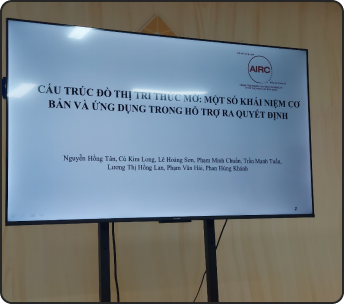 AIRC
CẤU TRÚC ĐỒ THỊ TRI THỨC MỜ: MỘT SỐ KHÁI NIỆM CƠ
BẢN VÀ ỨNG DỤNG TRONG HỖ TRỢ RA QUYẾT ĐỊNH
Nguyễn Hồng Tân, Cù Kim Long, Lê Hoàng Sơn, Phạm Minh Chuẩn, Trần Mạnh Tuấn,
Lương Thị Hồng Lan, Phạm Văn Hải, Phan Hùng Khánh
2